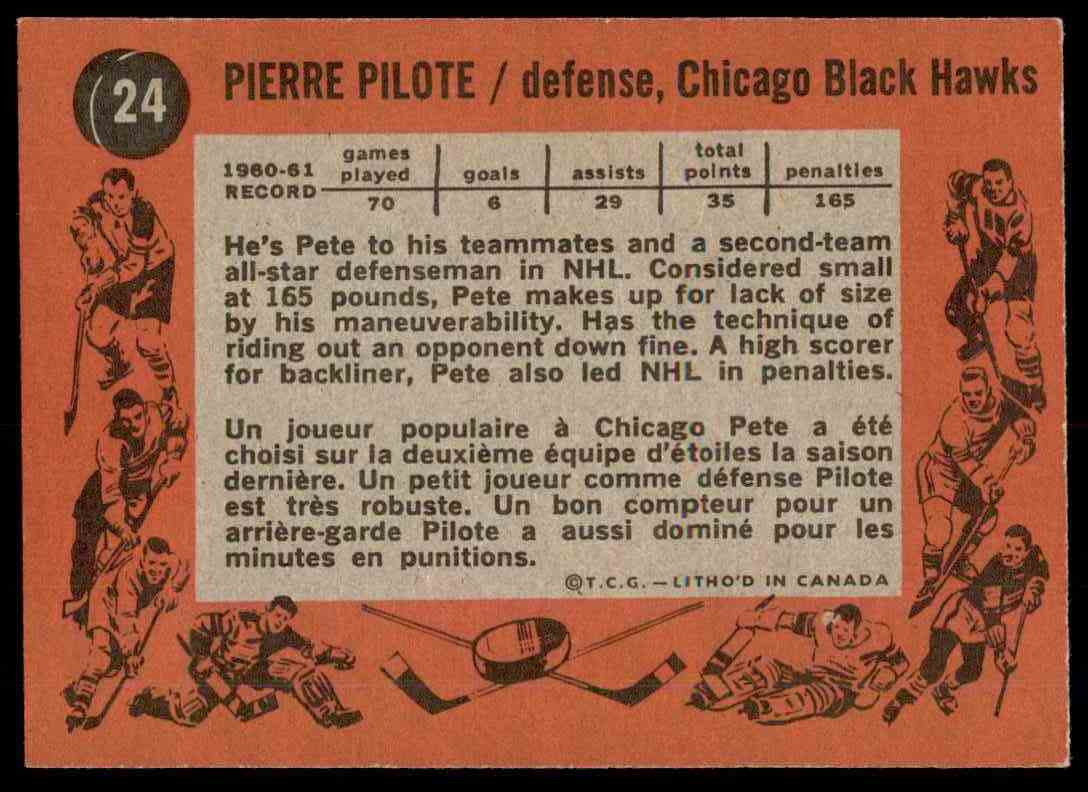 24
PIERRE PILOTE / defense, Chicago Black Hawks
1960-61 RECORD games played goals assists total points penalties
70 6 29 35 165
He's Pete to his teammates and a second-team
all-star defenseman in NHL. Considered small
at 165 pounds, Pete makes up for lack of size
by his maneuverability. Has the technique of
riding out an opponent down fine. A high scorer
for backliner, Pete also led NHL in penalties.
Un joueur populaire à Chicago Pete a été
choisi sur la deuxième équipe d'étoiles la saison
dernière. Un petit joueur comme défense Pilote
est très robuste. Un bon compteur pour un
arrière-garde Pilote a aussi dominé pour les
minutes en punitions.
©T.C.G. — LITHO'D IN CANADA